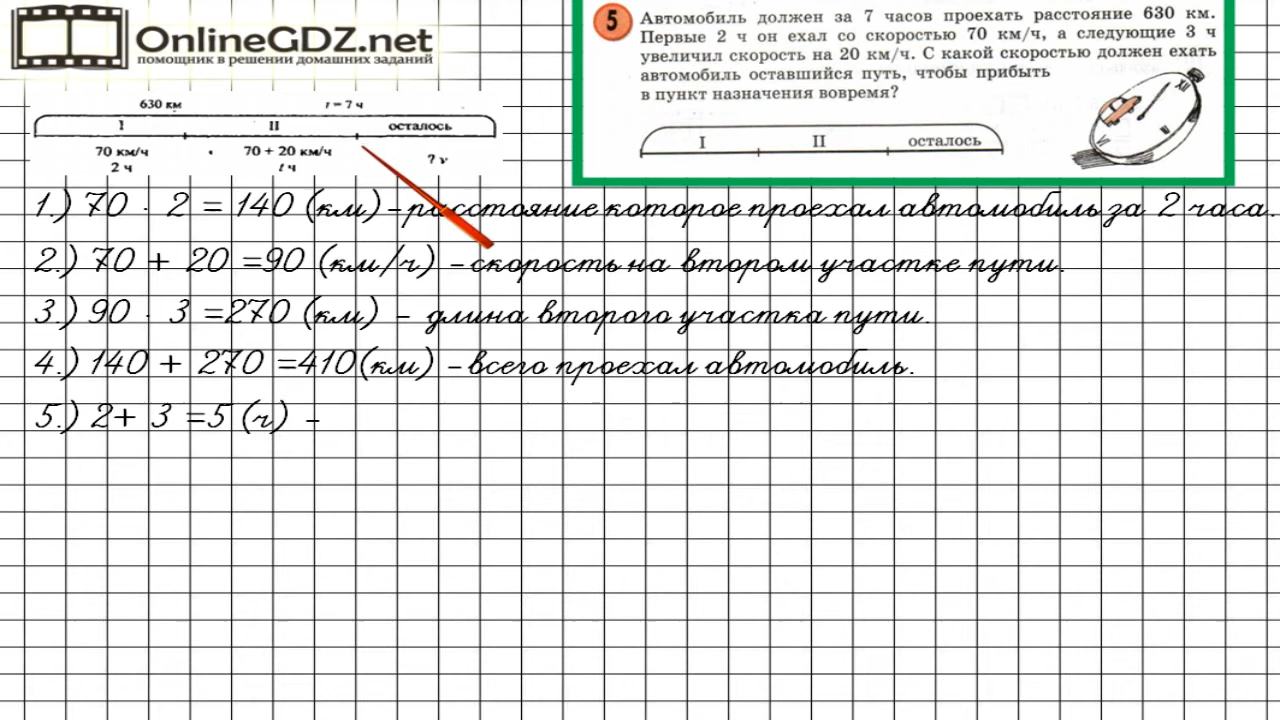 OnlineGDZ.net
помощник в решении домашних заданий
5
Автомобиль должен за 7 часов проехать расстояние 630 км.
Первые 2 ч он ехал со скоростью 70 км/ч, а следующие 3 ч
увеличил скорость на 20 км/ч. С какой скоростью должен ехать
автомобиль оставшийся путь, чтобы прибыть
в пункт назначения вовремя?
I II осталось
630 км t = 7 ч
I II осталось
70 км/ч 70 + 20 км/ч ? v
2 ч t ч
1.) 70 · 2 = 140 (км) - расстояние которое проехал автомобиль за 2 часа.
2.) 70 + 20 =90 (км/ч) - скорость на втором участке пути.
3.) 90 · 3 =270 (км) - длина второго участка пути.
4.) 140 + 270 =410(км) - всего проехал автомобиль.
5.) 2+ 3 =5 (ч) -